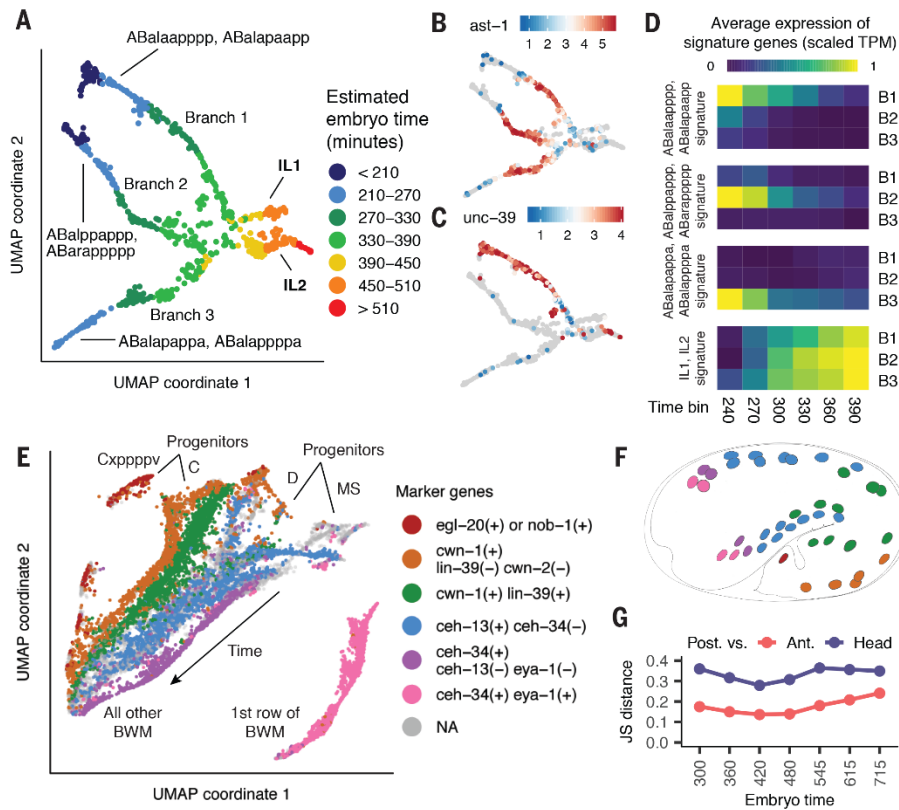 A
ABalaapppp, ABalapaapp
Branch 1
Branch 2
IL1
ABalppappp,
ABarappppp
IL2
Branch 3
ABalapappa, ABalappppa
UMAP coordinate 2
UMAP coordinate 1
Estimated
embryo time
(minutes)
< 210
210–270
270–330
330–390
390–450
450–510
> 510
B
ast-1
1 2 3 4 5
C
unc-39
1 2 3 4
D
Average expression of
signature genes (scaled TPM)
0 1
ABalaapppp,
ABalapaapp
signature
B1
B2
B3
ABalppappp,
ABarappppp
signature
B1
B2
B3
ABalapappa,
ABalappppa
signature
B1
B2
B3
IL1, IL2
signature
B1
B2
B3
Time bin
240 270 300 330 360 390
E
Progenitors
Cxppppv
C
Progenitors
D
MS
Time
All other
BWM
1st row of
BWM
UMAP coordinate 2
UMAP coordinate 1
Marker genes
egl-20(+) or nob-1(+)
cwn-1(+)
lin-39(–) cwn-2(–)
cwn-1(+) lin-39(+)
ceh-13(+) ceh-34(–)
ceh-34(+)
ceh-13(–) eya-1(–)
ceh-34(+) eya-1(+)
NA
F
G
Post. vs. Ant. Head
JS distance
0.4
0.3
0.2
0.1
0.0
300 360 420 480 545 615 715
Embryo time